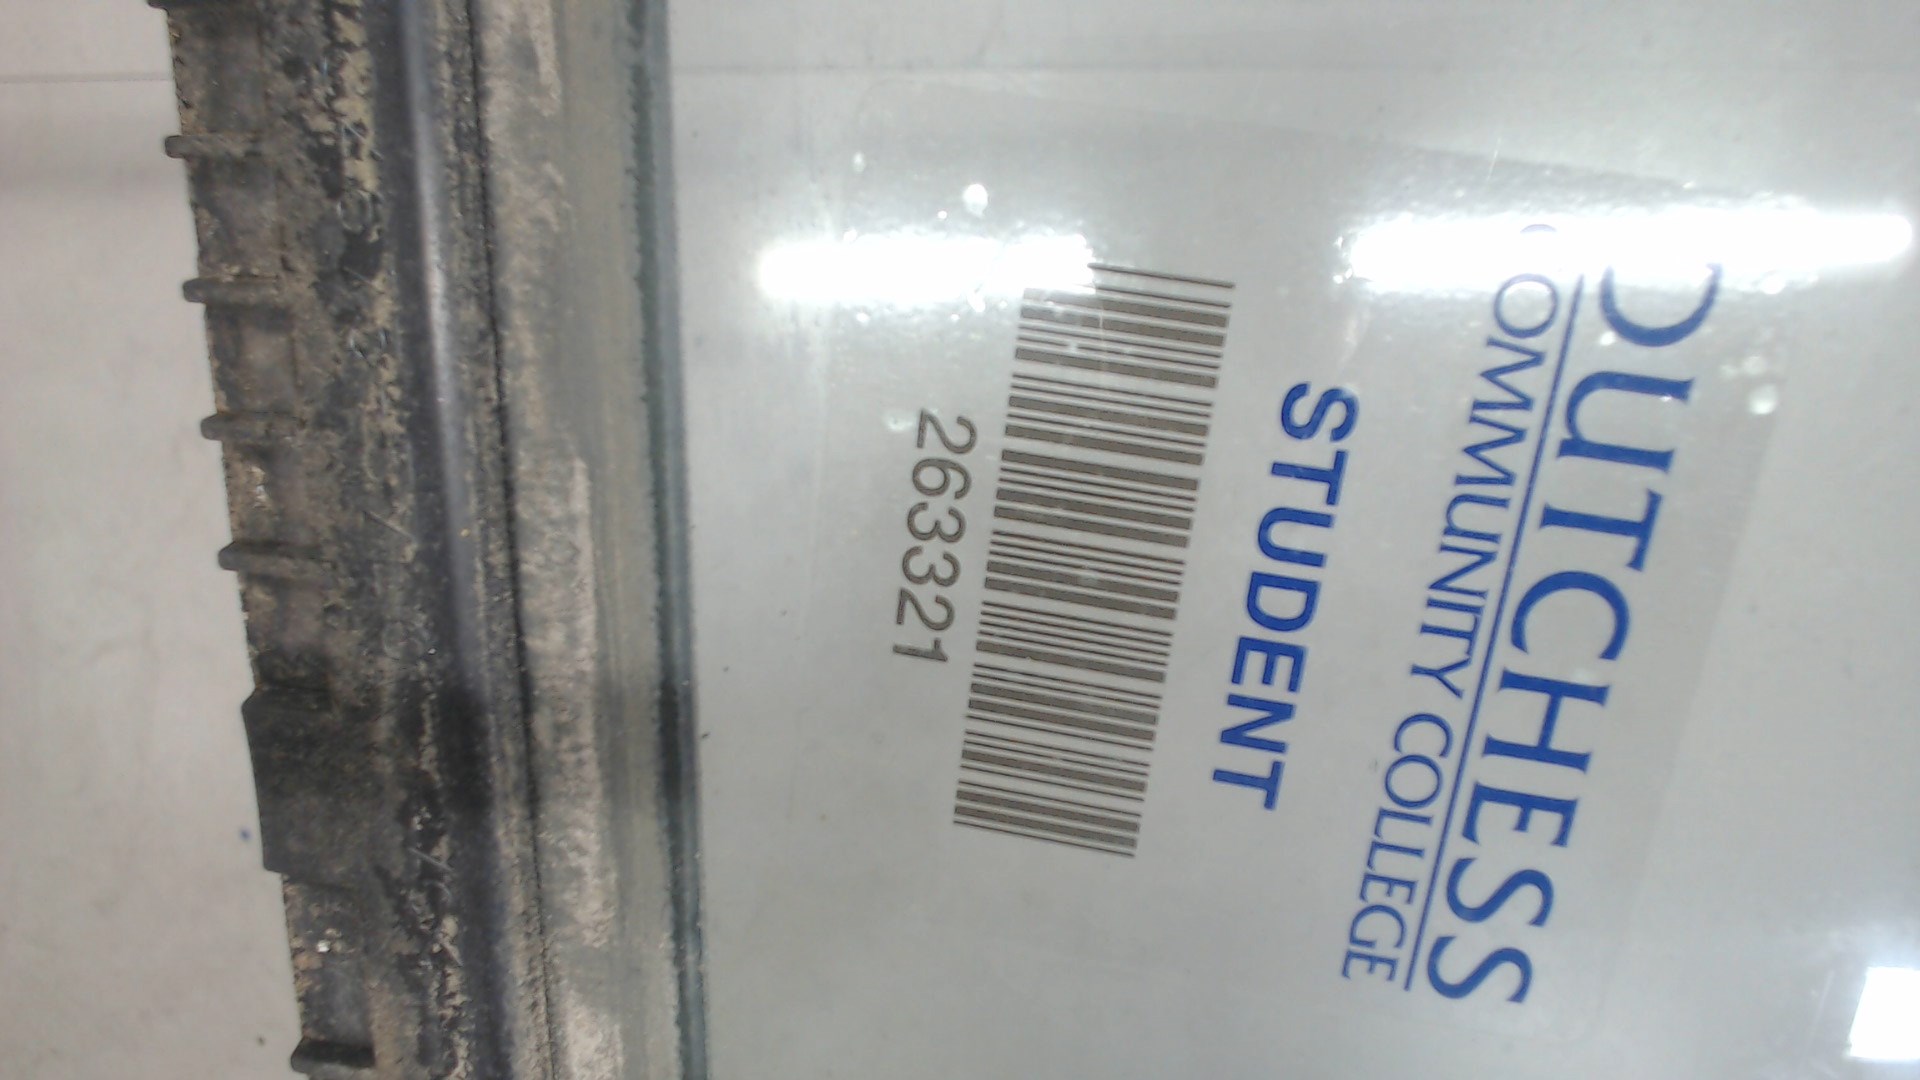 DUTCHESS
COMMUNITY COLLEGE
STUDENT
263321